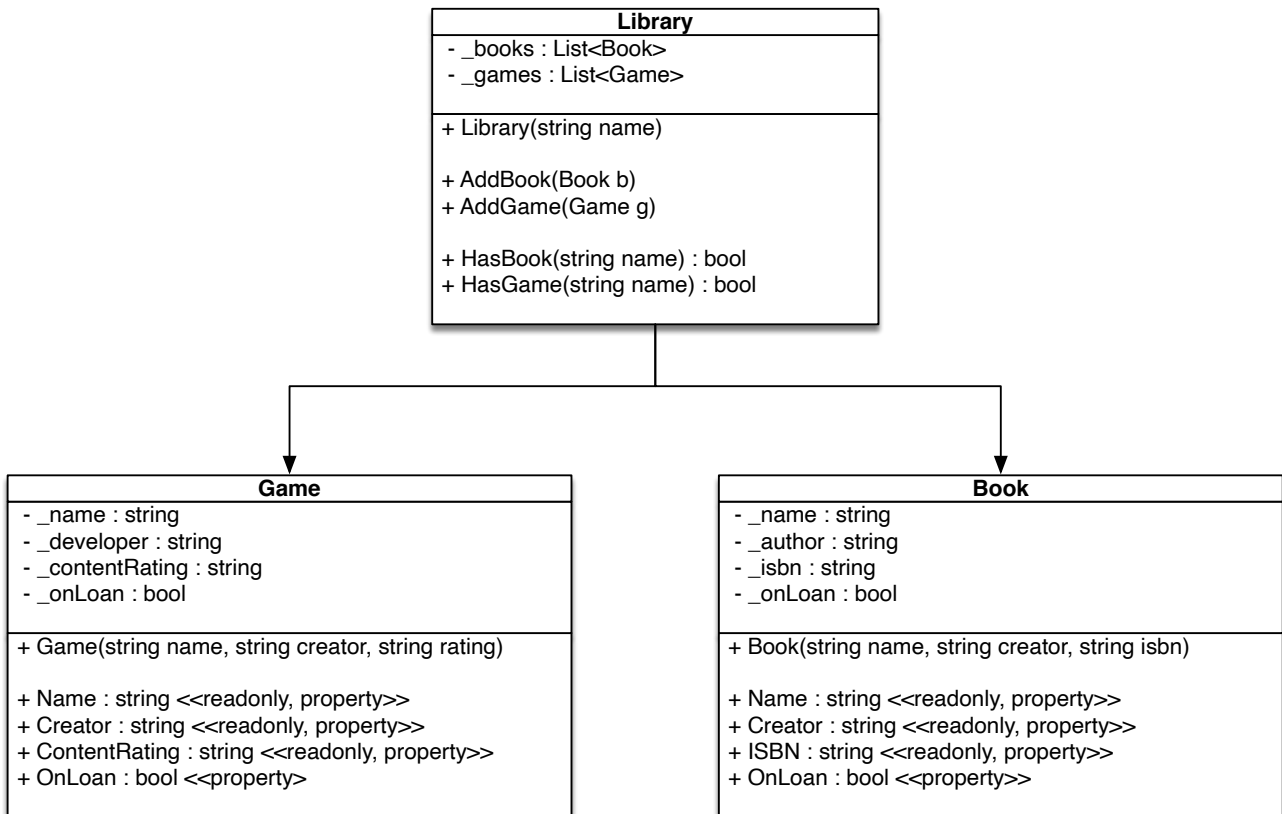 Library
- _books : List<Book>
- _games : List<Game>
+ Library(string name)
+ AddBook(Book b)
+ AddGame(Game g)
+ HasBook(string name) : bool
+ HasGame(string name) : bool
Game
- _name : string
- _developer : string
- _contentRating : string
- _onLoan : bool
+ Game(string name, string creator, string rating)
+ Name : string <<readonly, property>>
+ Creator : string <<readonly, property>>
+ ContentRating : string <<readonly, property>>
+ OnLoan : bool <<property>
Book
- _name : string
- _author : string
- _isbn : string
- _onLoan : bool
+ Book(string name, string creator, string isbn)
+ Name : string <<readonly, property>>
+ Creator : string <<readonly, property>>
+ ISBN : string <<readonly, property>>
+ OnLoan : bool <<property>>